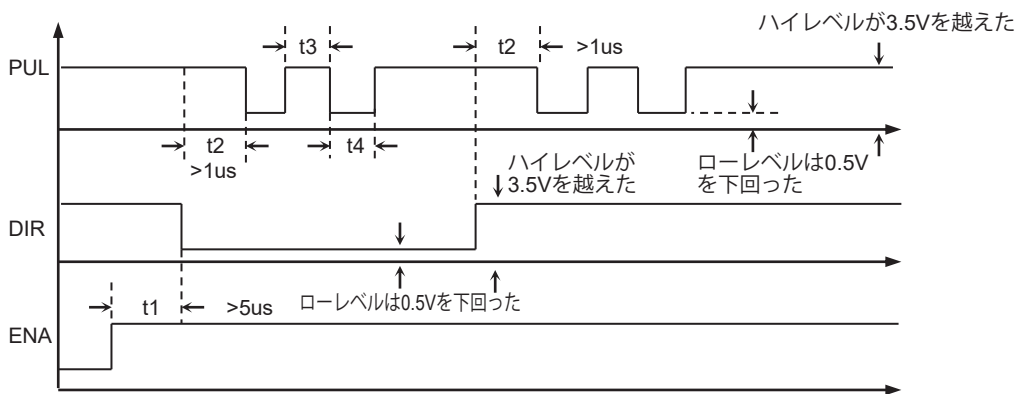 ハイレベルが3.5Vを越えた
t3
t2
>1us
PUL
t2
>1us
t4
ハイレベルが
3.5Vを越えた
ローレベルは0.5V
を下回った
DIR
ローレベルは0.5Vを下回った
t1
>5us
ENA